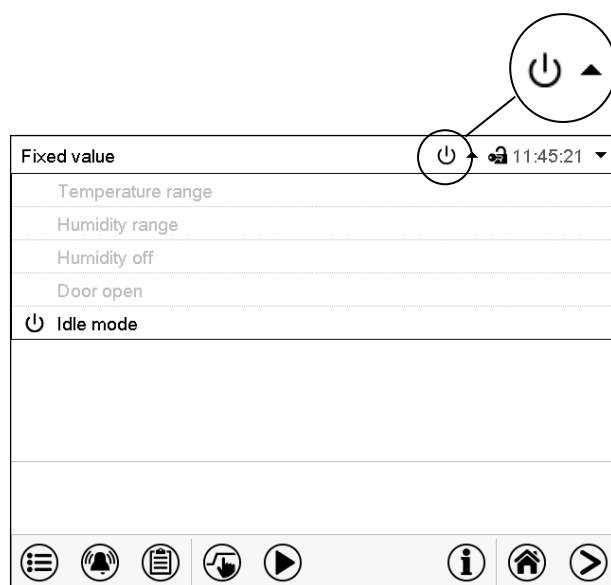 Fixed value 11:45:21
Temperature range
Humidity range
Humidity off
Door open
Idle mode